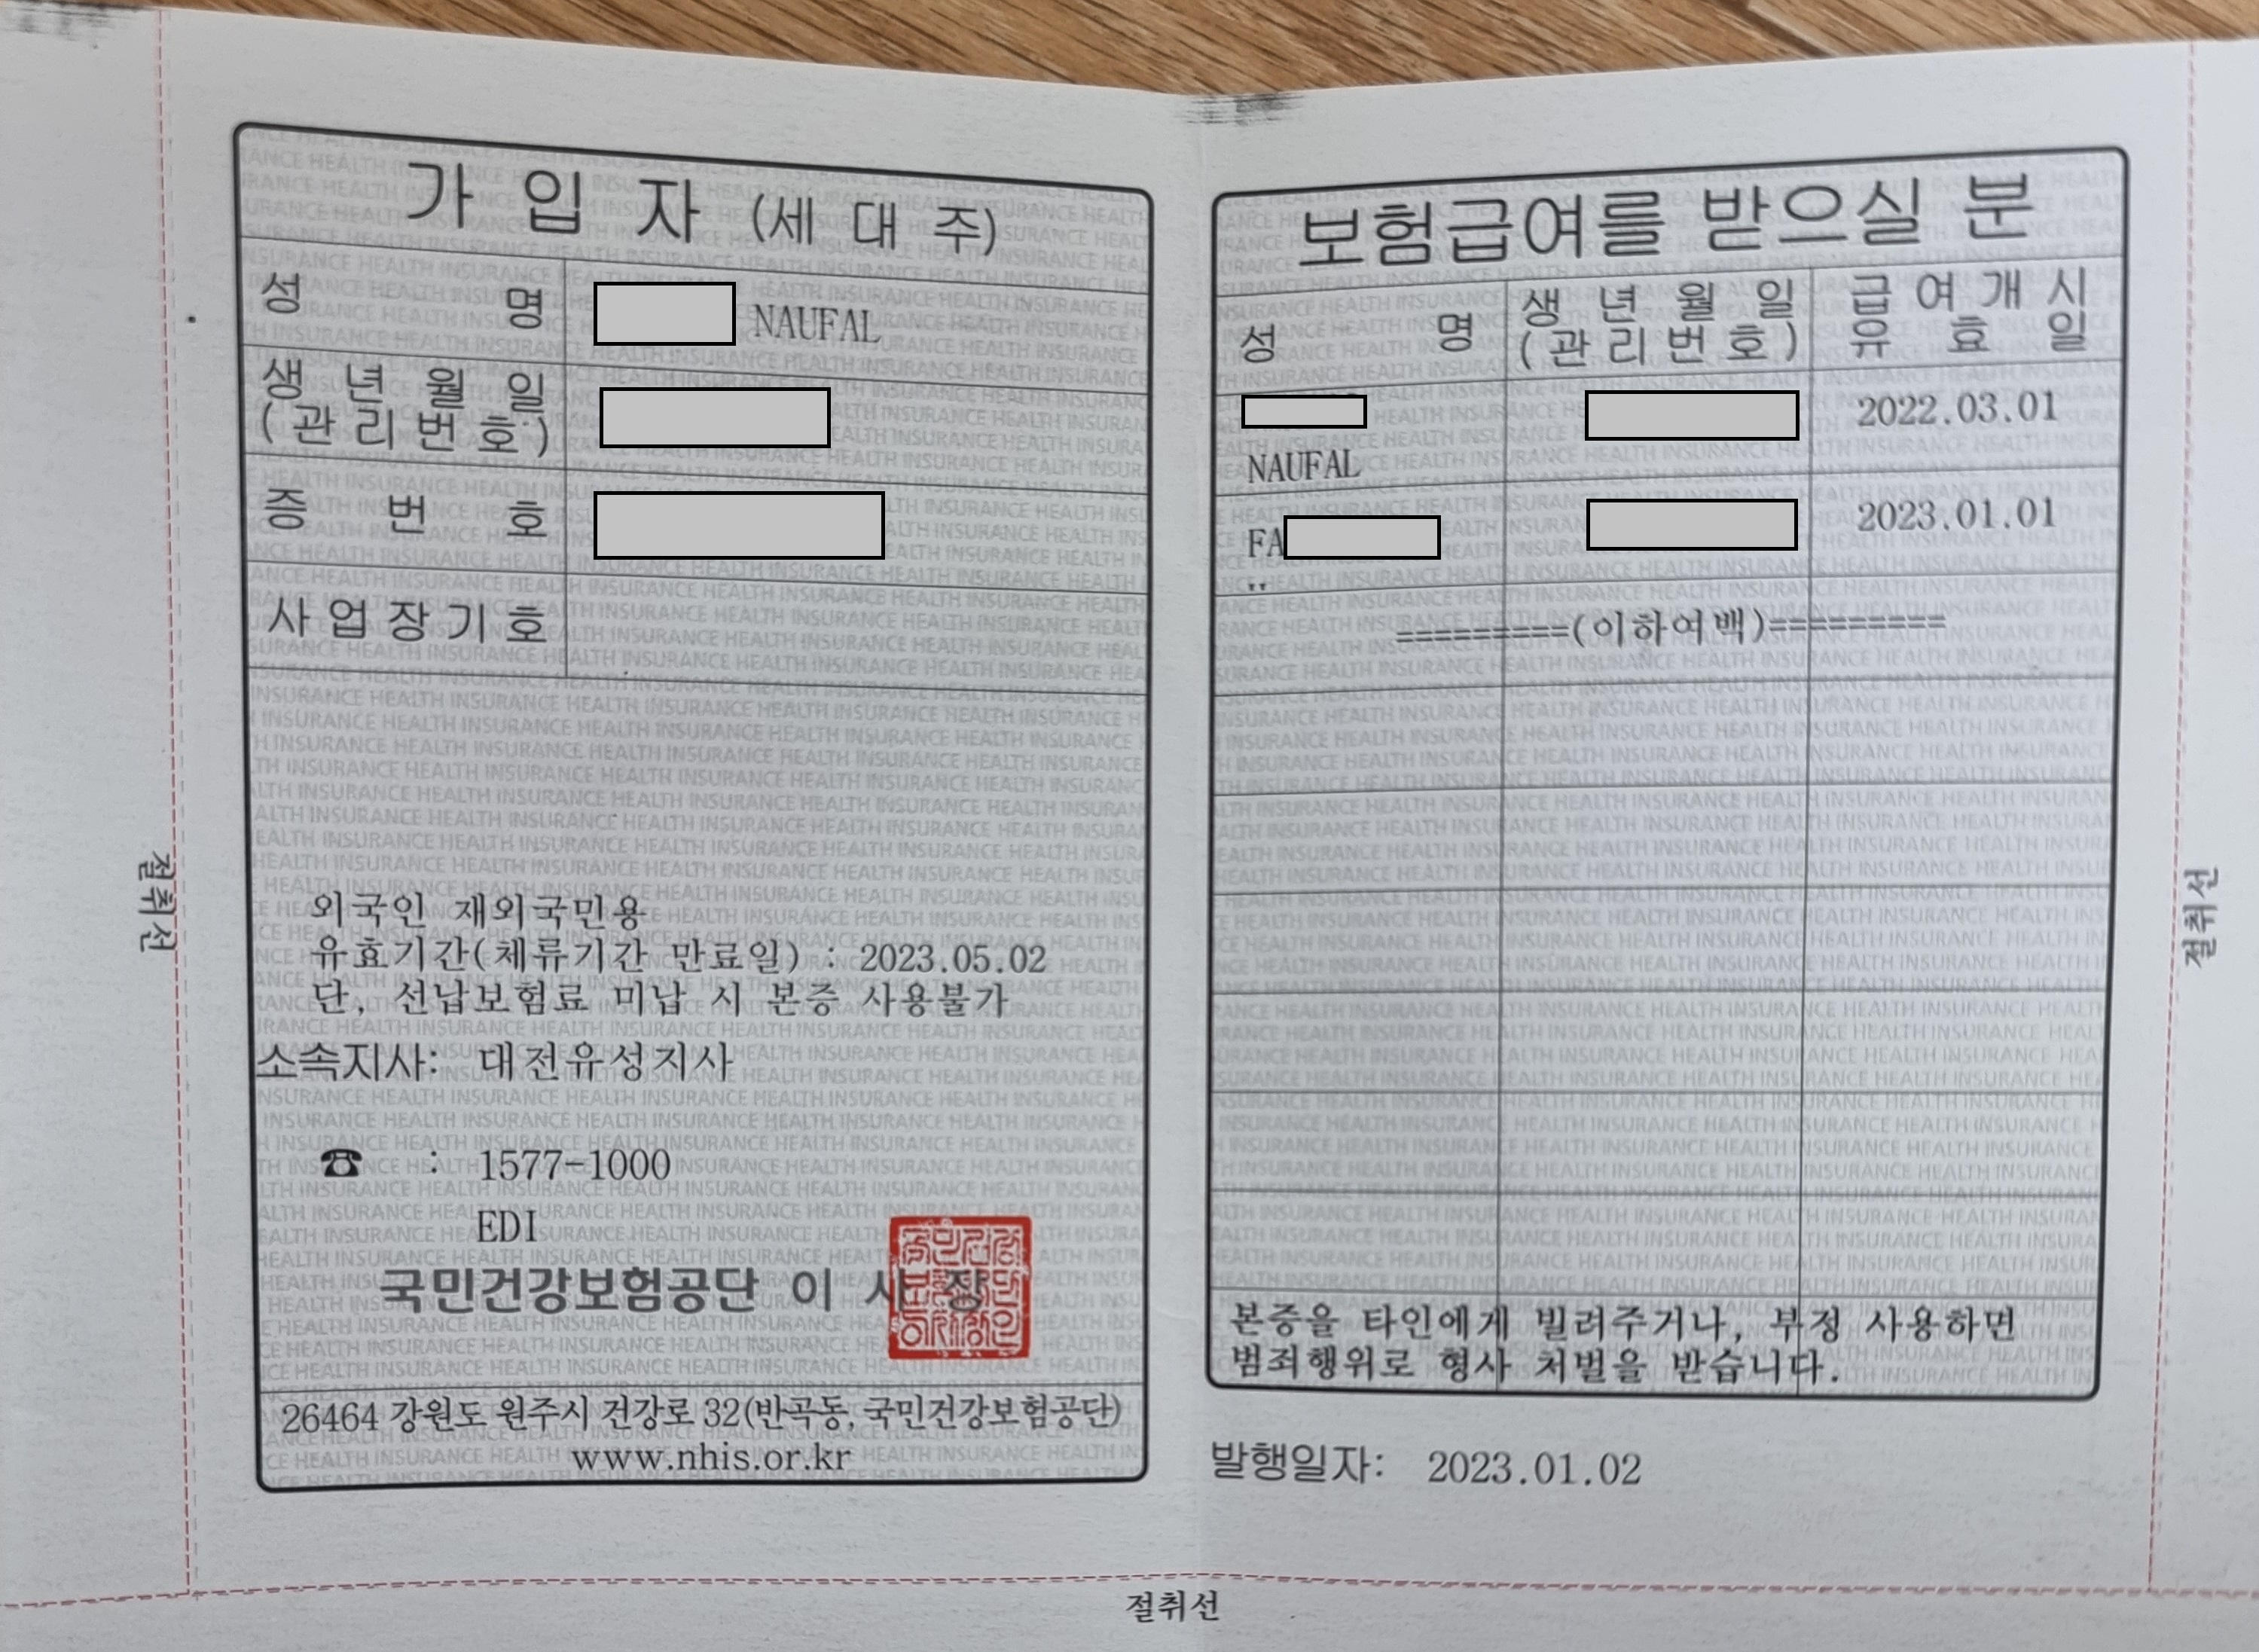 가 입 자 (세 대 주)
성 명 NAUFAL
생 년 월 일
(관 리 번 호)
증 번 호
사업장기호
외국인 재외국민용
유효기간(체류기간 만료일) : 2023.05.02
단, 선납보험료 미납 시 본증 사용불가
소속지사: 대전유성지사
☎ : 1577-1000
EDI
국민건강보험공단 이 사 장
26464 강원도 원주시 건강로 32(반곡동, 국민건강보험공단)
www.nhis.or.kr
보험급여를 받으실 분
성 명
생 년 월 일
(관 리 번 호)
급 여 개 시
유 효 일
2022.03.01
NAUFAL
FA
2023.01.01
..
=========(이하여백)=========
본증을 타인에게 빌려주거나, 부정 사용하면
범죄행위로 형사 처벌을 받습니다.
발행일자: 2023.01.02
절취선
절취선
절취선